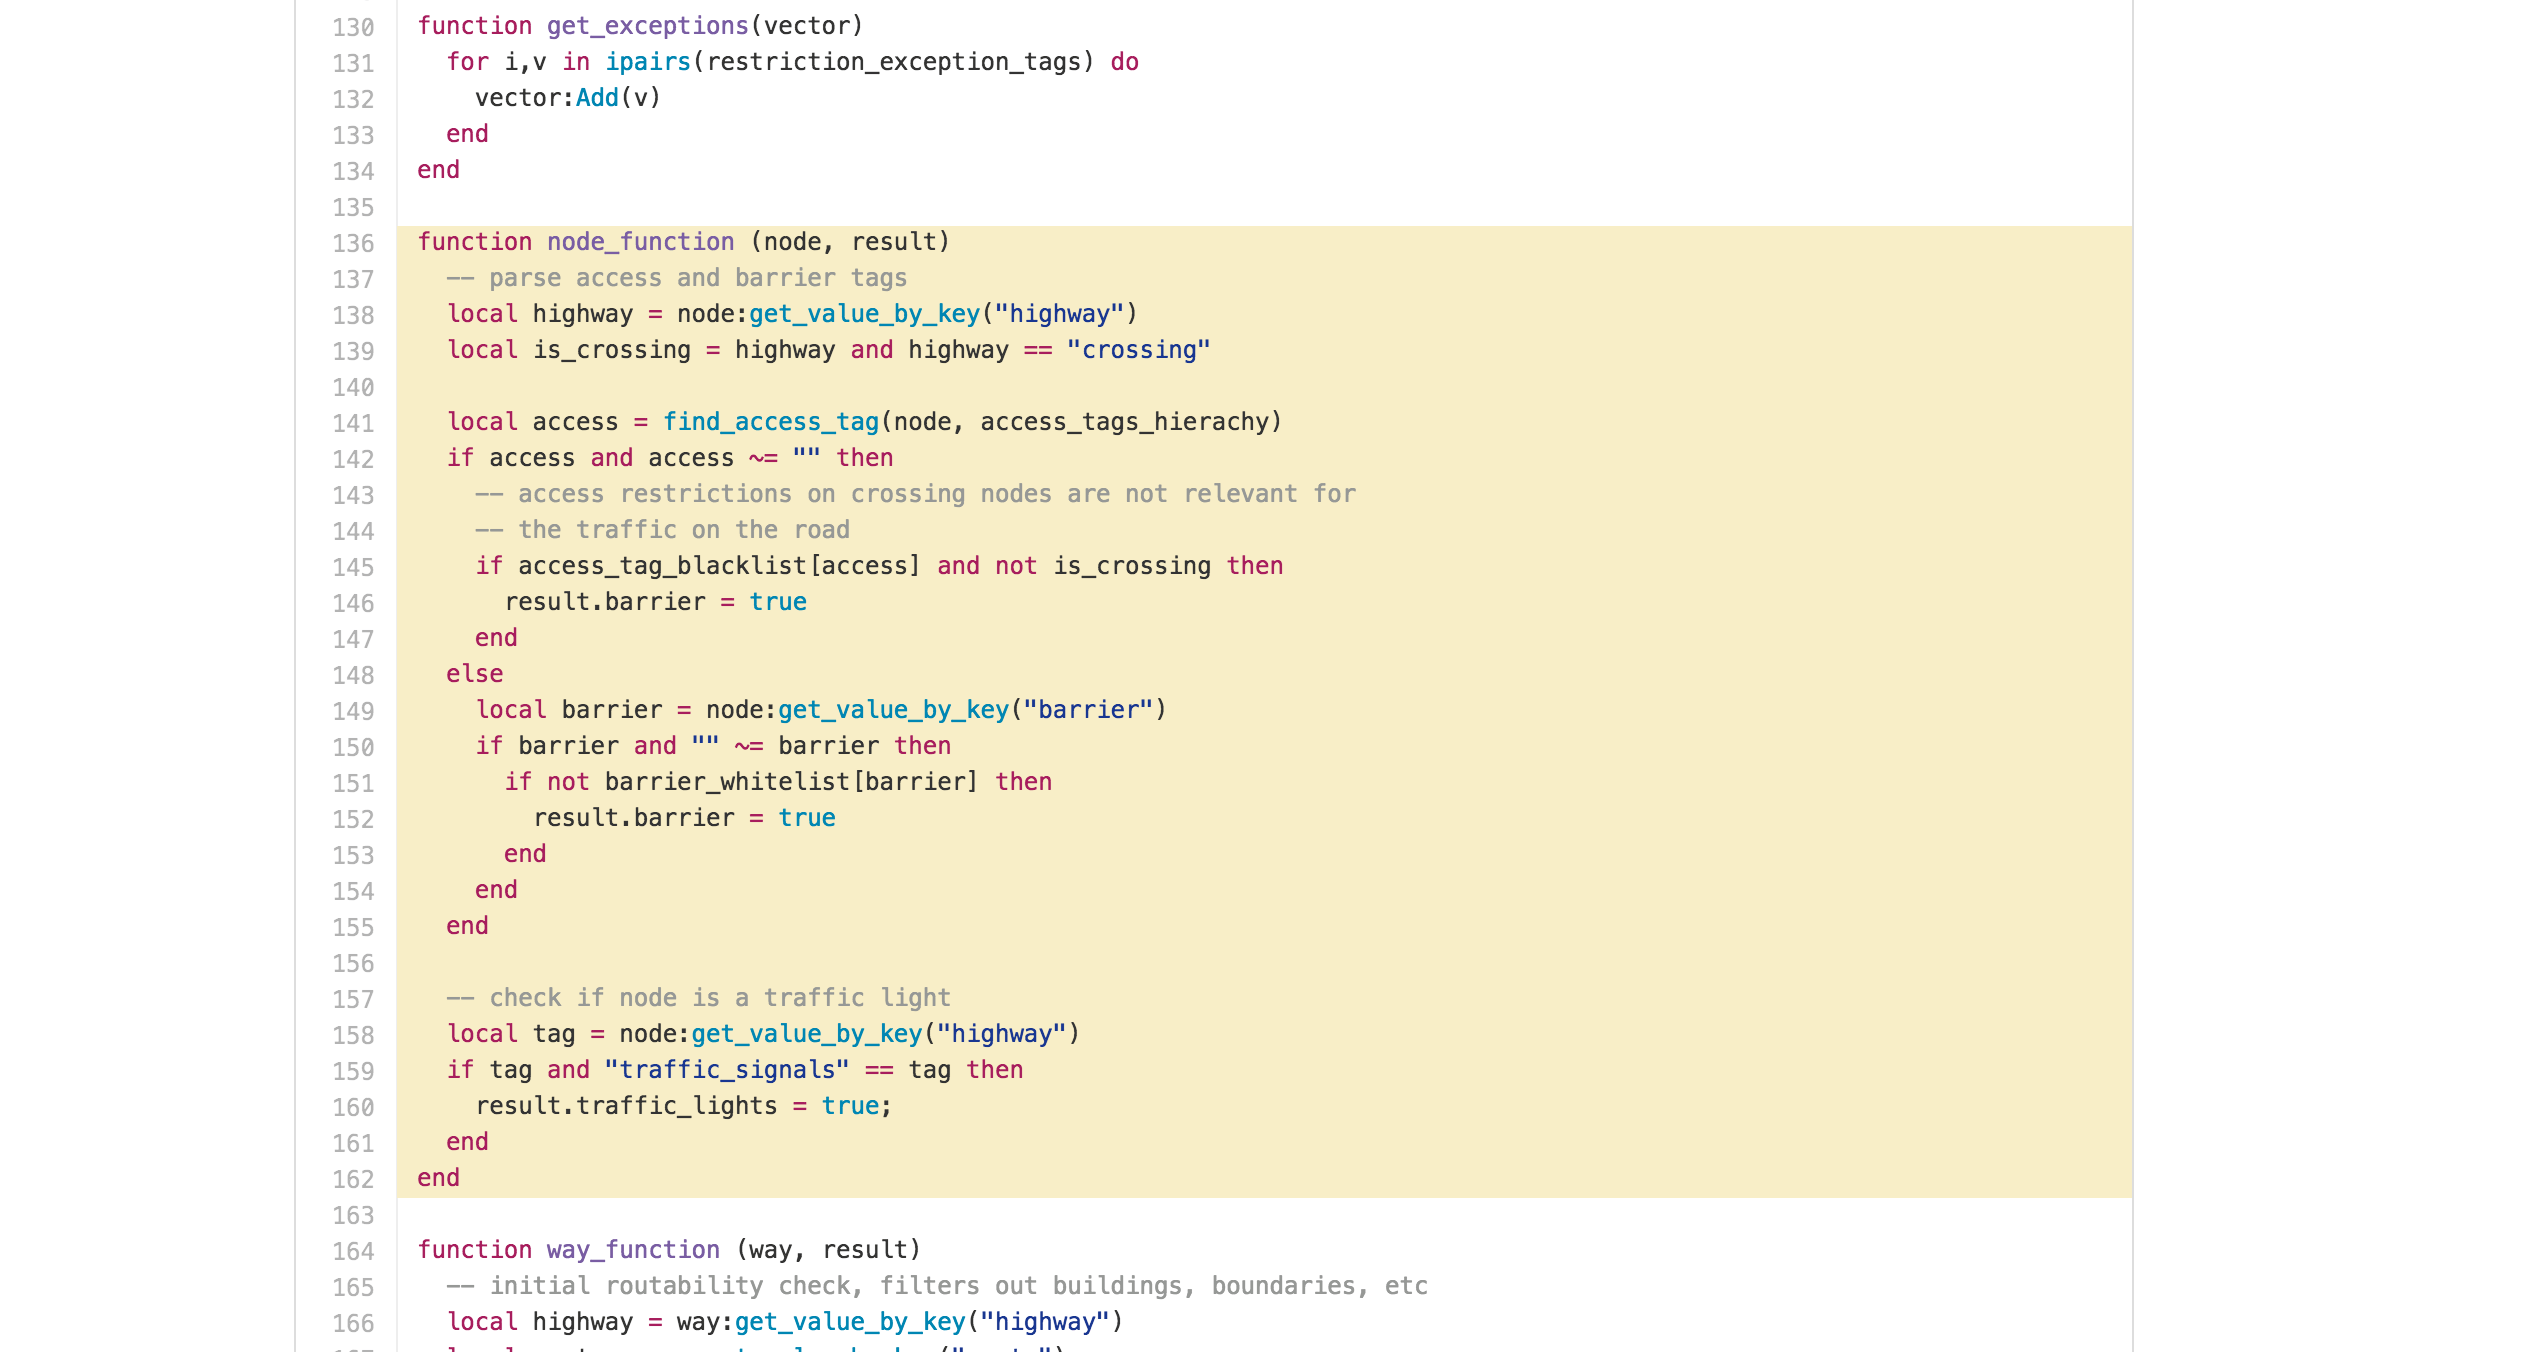 130 function get_exceptions(vector)
131   for i,v in ipairs(restriction_exception_tags) do
132     vector:Add(v)
133   end
134 end
135
136 function node_function (node, result)
137   -- parse access and barrier tags
138   local highway = node:get_value_by_key("highway")
139   local is_crossing = highway and highway == "crossing"
140
141   local access = find_access_tag(node, access_tags_hierachy)
142   if access and access ~= "" then
143     -- access restrictions on crossing nodes are not relevant for
144     -- the traffic on the road
145     if access_tag_blacklist[access] and not is_crossing then
146       result.barrier = true
147     end
148   else
149     local barrier = node:get_value_by_key("barrier")
150     if barrier and "" ~= barrier then
151       if not barrier_whitelist[barrier] then
152         result.barrier = true
153       end
154     end
155   end
156
157   -- check if node is a traffic light
158   local tag = node:get_value_by_key("highway")
159   if tag and "traffic_signals" == tag then
160     result.traffic_lights = true;
161   end
162 end
163
164 function way_function (way, result)
165   -- initial routability check, filters out buildings, boundaries, etc
166   local highway = way:get_value_by_key("highway")